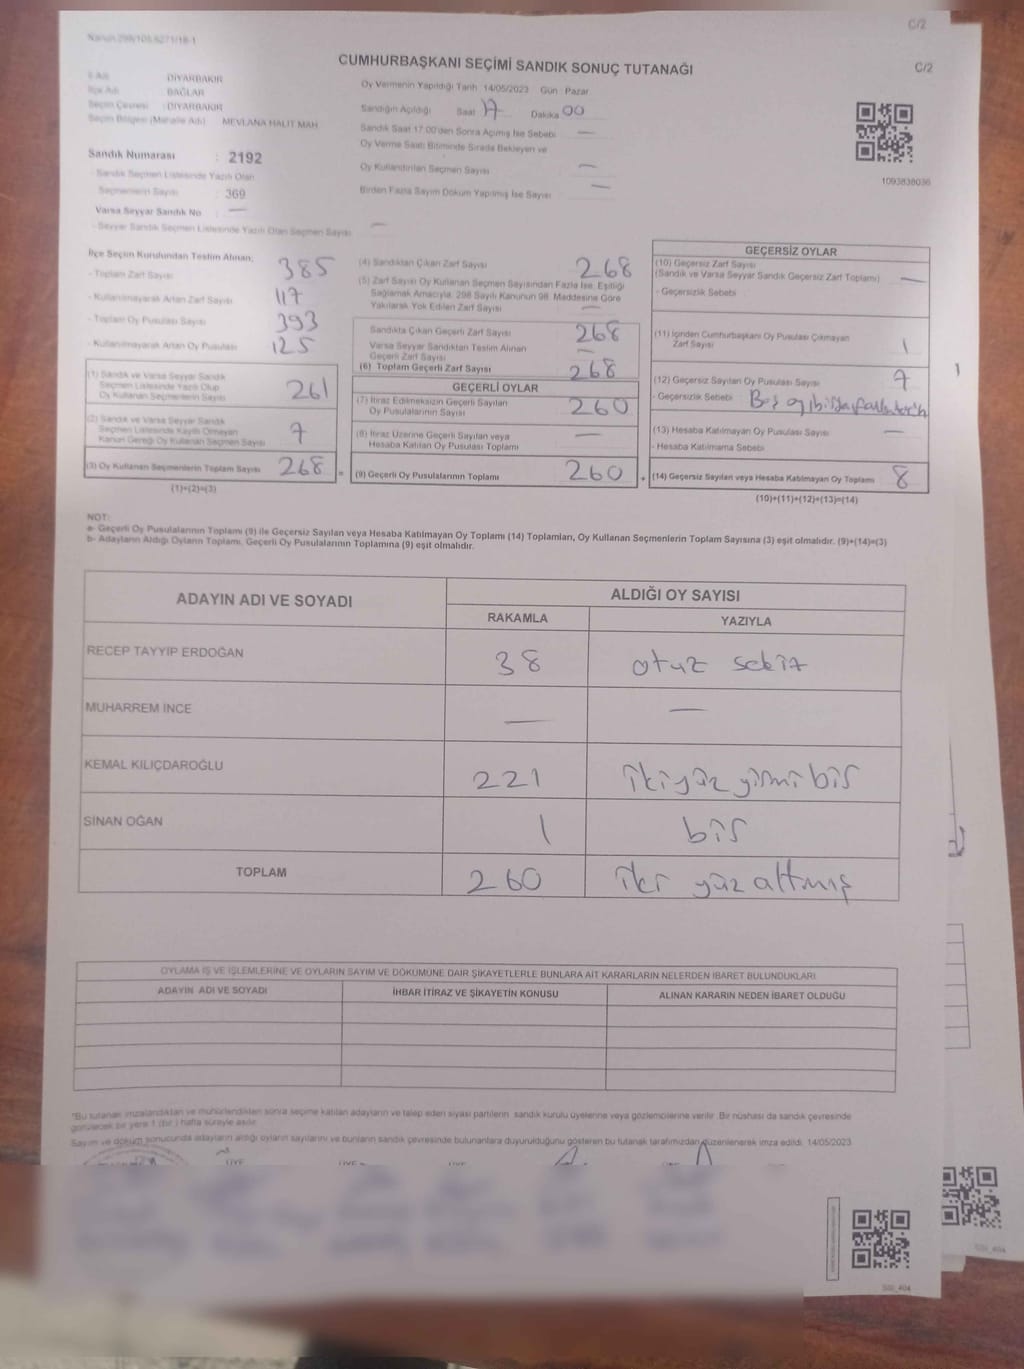 C/2
C/2
CUMHURBAŞKANI SEÇİMİ SANDIK SONUÇ TUTANAĞI
İl Adı DİYARBAKIR
İlçe Adı BAĞLAR
Seçim Çevresi : DİYARBAKIR
Seçim Bölgesi (Mahalle Adı) MEVLANA HALİT MAH.
Sandık Numarası : 2192
- Sandık Seçmen Listesinde Yazılı Olan
Seçmenlerin Sayısı : 369
Varsa Seyyar Sandık No : —
- Seyyar Sandık Seçmen Listesinde Yazılı Olan Seçmen Sayısı —
Oy Vermenin Yapıldığı Tarih 14/05/2023 Gün : Pazar
Sandığın Açıldığı Saat 17 Dakika 00
Sandık Saat 17.00'den Sonra Açılmış İse Sebebi —
Oy Verme Saati Bitiminde Sırada Bekleyen ve
Oy Kullandırılan Seçmen Sayısı —
Birden Fazla Sayım Döküm Yapılmış İse Sayısı —
1093838036
İlçe Seçim Kurulundan Teslim Alınan;
- Toplam Zarf Sayısı 385
- Kullanılmayarak Artan Zarf Sayısı 117
- Toplam Oy Pusulası Sayısı 393
- Kullanılmayarak Artan Oy Pusulası 125
(1) Sandık ve Varsa Seyyar Sandık
Seçmen Listesinde Yazılı Olup
Oy Kullanan Seçmenlerin Sayısı 261
(2) Sandık ve Varsa Seyyar Sandık
Seçmen Listesinde Kayıtlı Olmayan
Kanun Gereği Oy Kullanan Seçmen Sayısı 7
(3) Oy Kullanan Seçmenlerin Toplam Sayısı 268 =
(1)+(2)=(3)
(4) Sandıktan Çıkan Zarf Sayısı 268
(5) Zarf Sayısı Oy Kullanan Seçmen Sayısından Fazla İse, Eşitliği
Sağlamak Amacıyla, 298 Sayılı Kanunun 98. Maddesine Göre
Yakılarak Yok Edilen Zarf Sayısı —
Sandıkta Çıkan Geçerli Zarf Sayısı 268
Varsa Seyyar Sandıktan Teslim Alınan
Geçerli Zarf Sayısı —
(6) Toplam Geçerli Zarf Sayısı 268
GEÇERLİ OYLAR
(7) İtiraz Edilmeksizin Geçerli Sayılan
Oy Pusulalarının Sayısı 260
(8) İtiraz Üzerine Geçerli Sayılan veya
Hesaba Katılan Oy Pusulası Toplamı —
(9) Geçerli Oy Pusulalarının Toplamı 260 +
GEÇERSİZ OYLAR
(10) Geçersiz Zarf Sayısı
(Sandık ve Varsa Seyyar Sandık Geçersiz Zarf Toplamı) —
- Geçersizlik Sebebi
(11) İçinden Cumhurbaşkanı Oy Pusulası Çıkmayan
Zarf Sayısı 1
(12) Geçersiz Sayılan Oy Pusulası Sayısı 7
- Geçersizlik Sebebi Boş oy
(13) Hesaba Katılmayan Oy Pusulası Sayısı —
- Hesaba Katılmama Sebebi
(14) Geçersiz Sayılan veya Hesaba Katılmayan Oy Toplamı 8
(10)+(11)+(12)+(13)=(14)
NOT:
a- Geçerli Oy Pusulalarının Toplamı (9) ile Geçersiz Sayılan veya Hesaba Katılmayan Oy Toplamı (14) Toplamları, Oy Kullanan Seçmenlerin Toplam Sayısına (3) eşit olmalıdır. (9)+(14)=(3)
b- Adayların Aldığı Oyların Toplamı, Geçerli Oy Pusulalarının Toplamına (9) eşit olmalıdır.
ADAYIN ADI VE SOYADI
ALDIĞI OY SAYISI
RAKAMLA YAZIYLA
RECEP TAYYİP ERDOĞAN 38 otuz sekiz
MUHARREM İNCE — —
KEMAL KILIÇDAROĞLU 221 ikiyüz yirmi bir
SİNAN OĞAN 1 bir
TOPLAM 260 iki yüz altmış
OYLAMA İŞ VE İŞLEMLERİNE VE OYLARIN SAYIM VE DÖKÜMÜNE DAİR ŞİKAYETLERLE BUNLARA AİT KARARLARIN NELERDEN İBARET BULUNDUKLARI
ADAYIN ADI VE SOYADI İHBAR İTİRAZ VE ŞİKAYETİN KONUSU ALINAN KARARIN NEDEN İBARET OLDUĞU
"Bu tutanak imzalandıktan ve mühürlendikten sonra seçime katılan adayların ve talep eden siyasi partilerin sandık kurulu üyelerine veya gözlemcilerine verilir. Bir nüshası da sandık çevresinde
görülecek bir yere 1 (bir) hafta süreyle asılır.
Sayım ve döküm sonucunda adayların aldığı oyların sayılarını ve bunların sandık çevresinde bulunanlara duyurulduğunu gösteren bu tutanak tarafımızdan düzenlenerek imza edildi. 14/05/2023
ÜYE ÜYE ÜYE